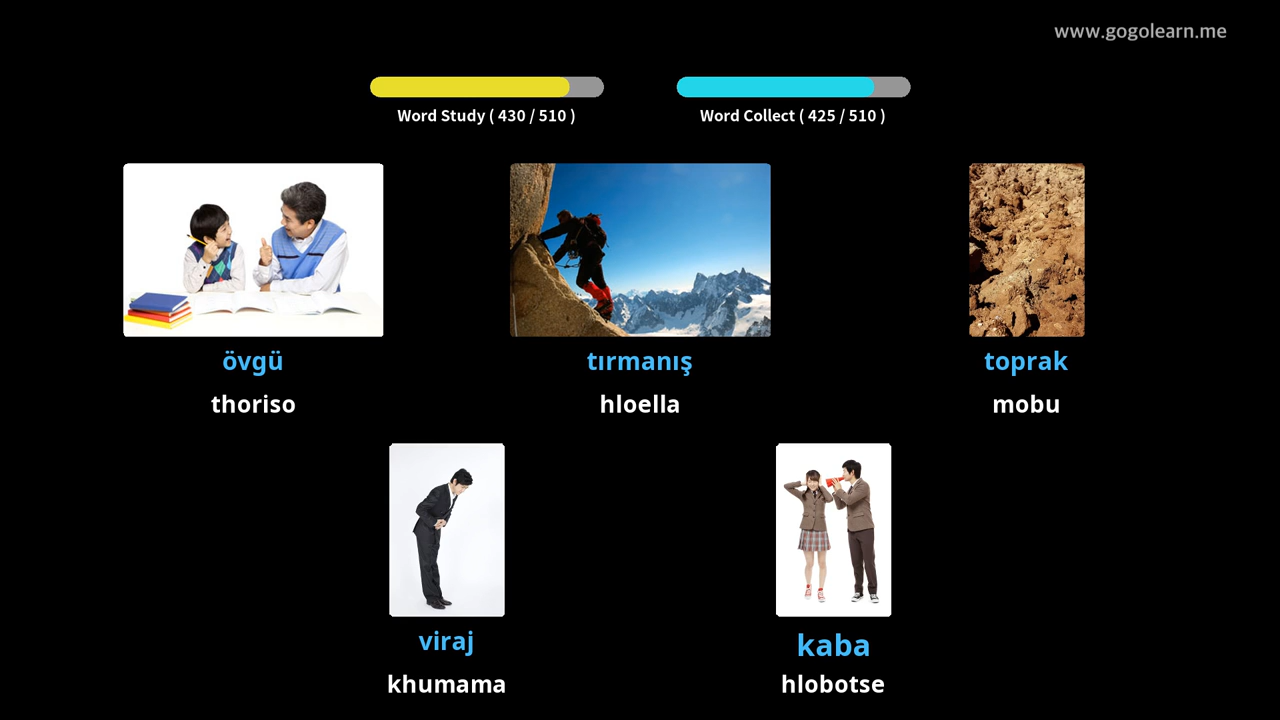 www.gogolearn.me
Word Study ( 430 / 510 )
Word Collect ( 425 / 510 )
övgü
thoriso
tırmanış
hloella
toprak
mobu
viraj
khumama
kaba
hlobotse